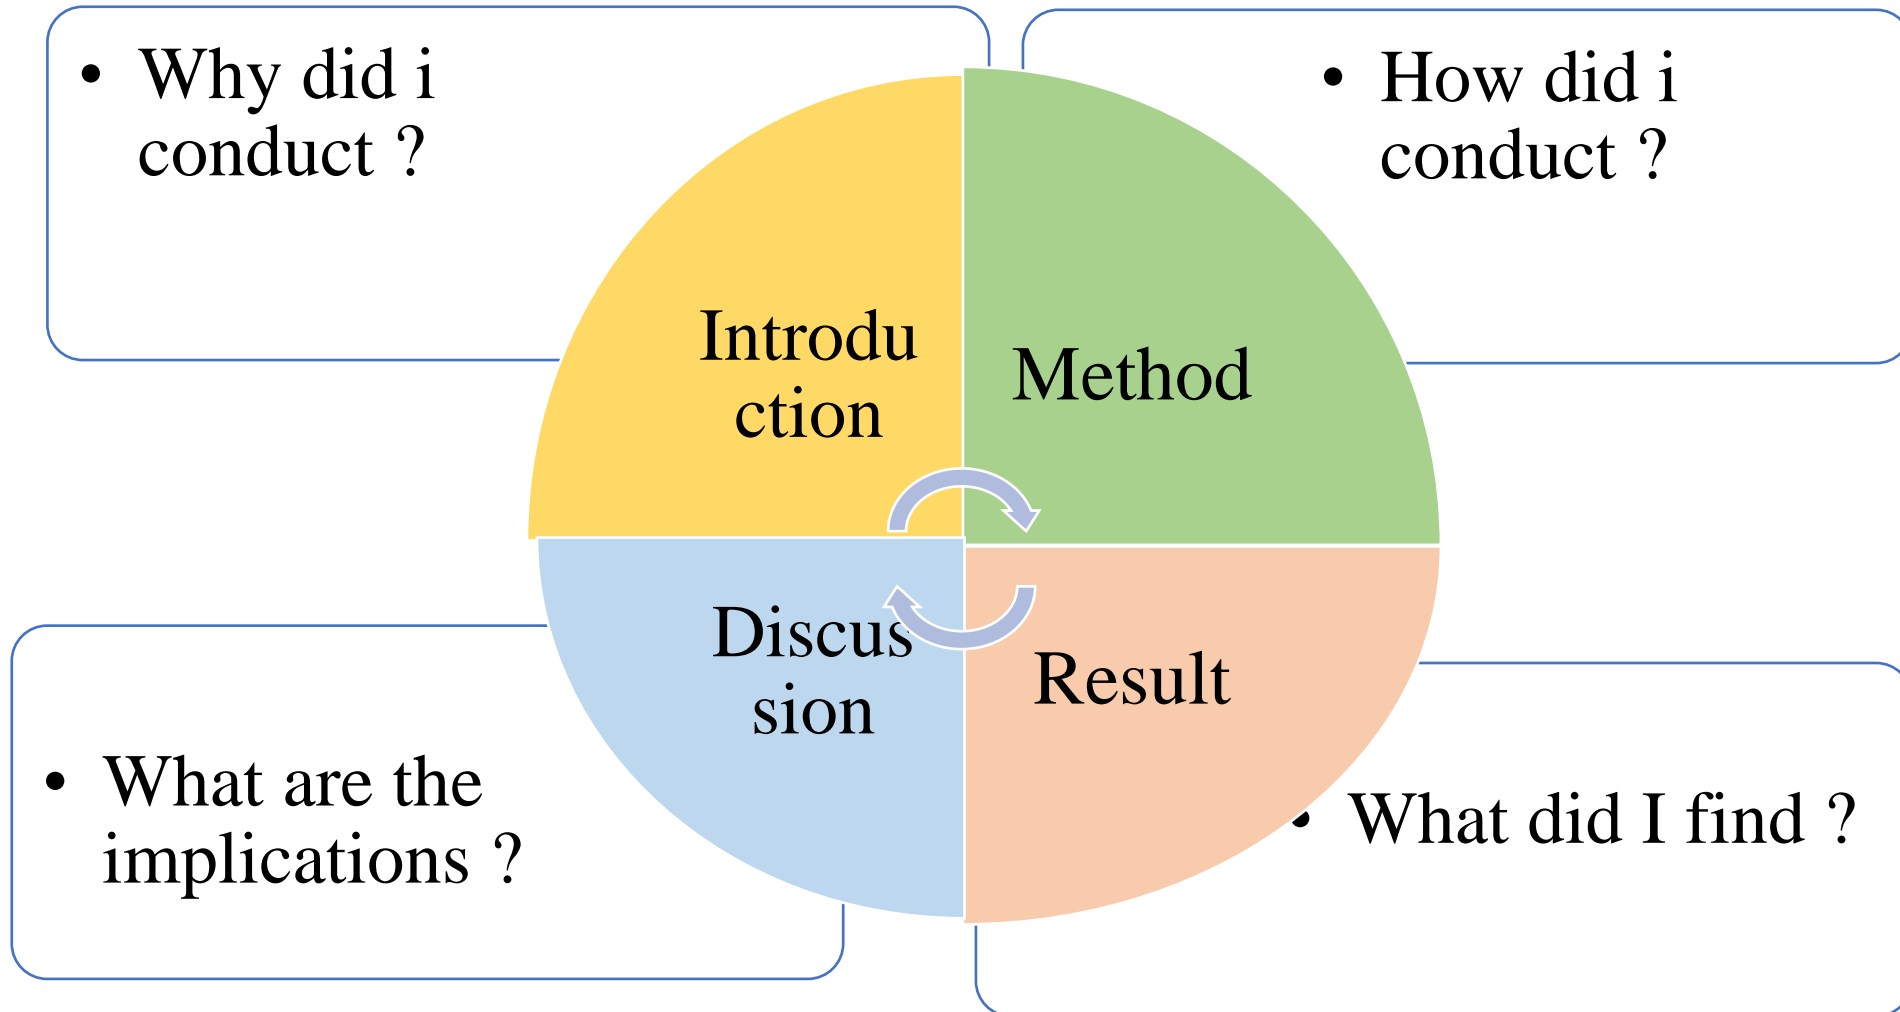 • Why did i
conduct ?
• How did i
conduct ?
Introdu
ction
Method
Discus
sion
Result
• What are the
implications ?
• What did I find ?